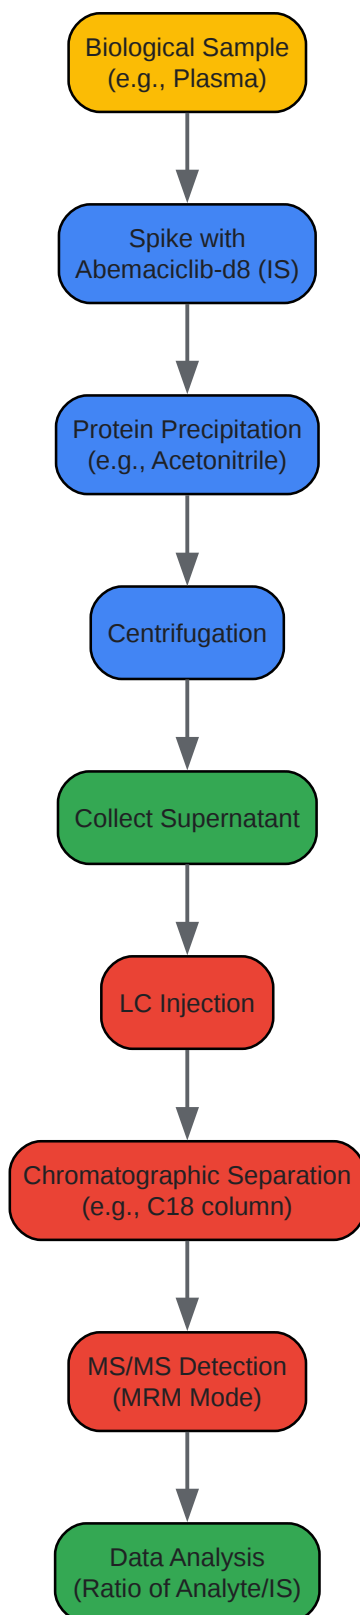 Biological Sample
(e.g., Plasma)
Spike with
Abemaciclib-d8 (IS)
Protein Precipitation
(e.g., Acetonitrile)
Centrifugation
Collect Supernatant
LC Injection
Chromatographic Separation
(e.g., C18 column)
MS/MS Detection
(MRM Mode)
Data Analysis
(Ratio of Analyte/IS)